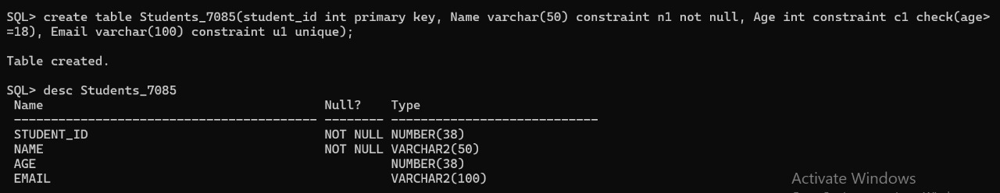 SQL> create table Students_7085(student_id int primary key, Name varchar(50) constraint n1 not null, Age int constraint c1 check(age>
=18), Email varchar(100) constraint u1 unique);
Table created.
SQL> desc Students_7085
Name Null? Type
----------------------------------------- -------- ----------------------------
STUDENT_ID NOT NULL NUMBER(38)
NAME NOT NULL VARCHAR2(50)
AGE NUMBER(38)
EMAIL VARCHAR2(100)
Activate Windows